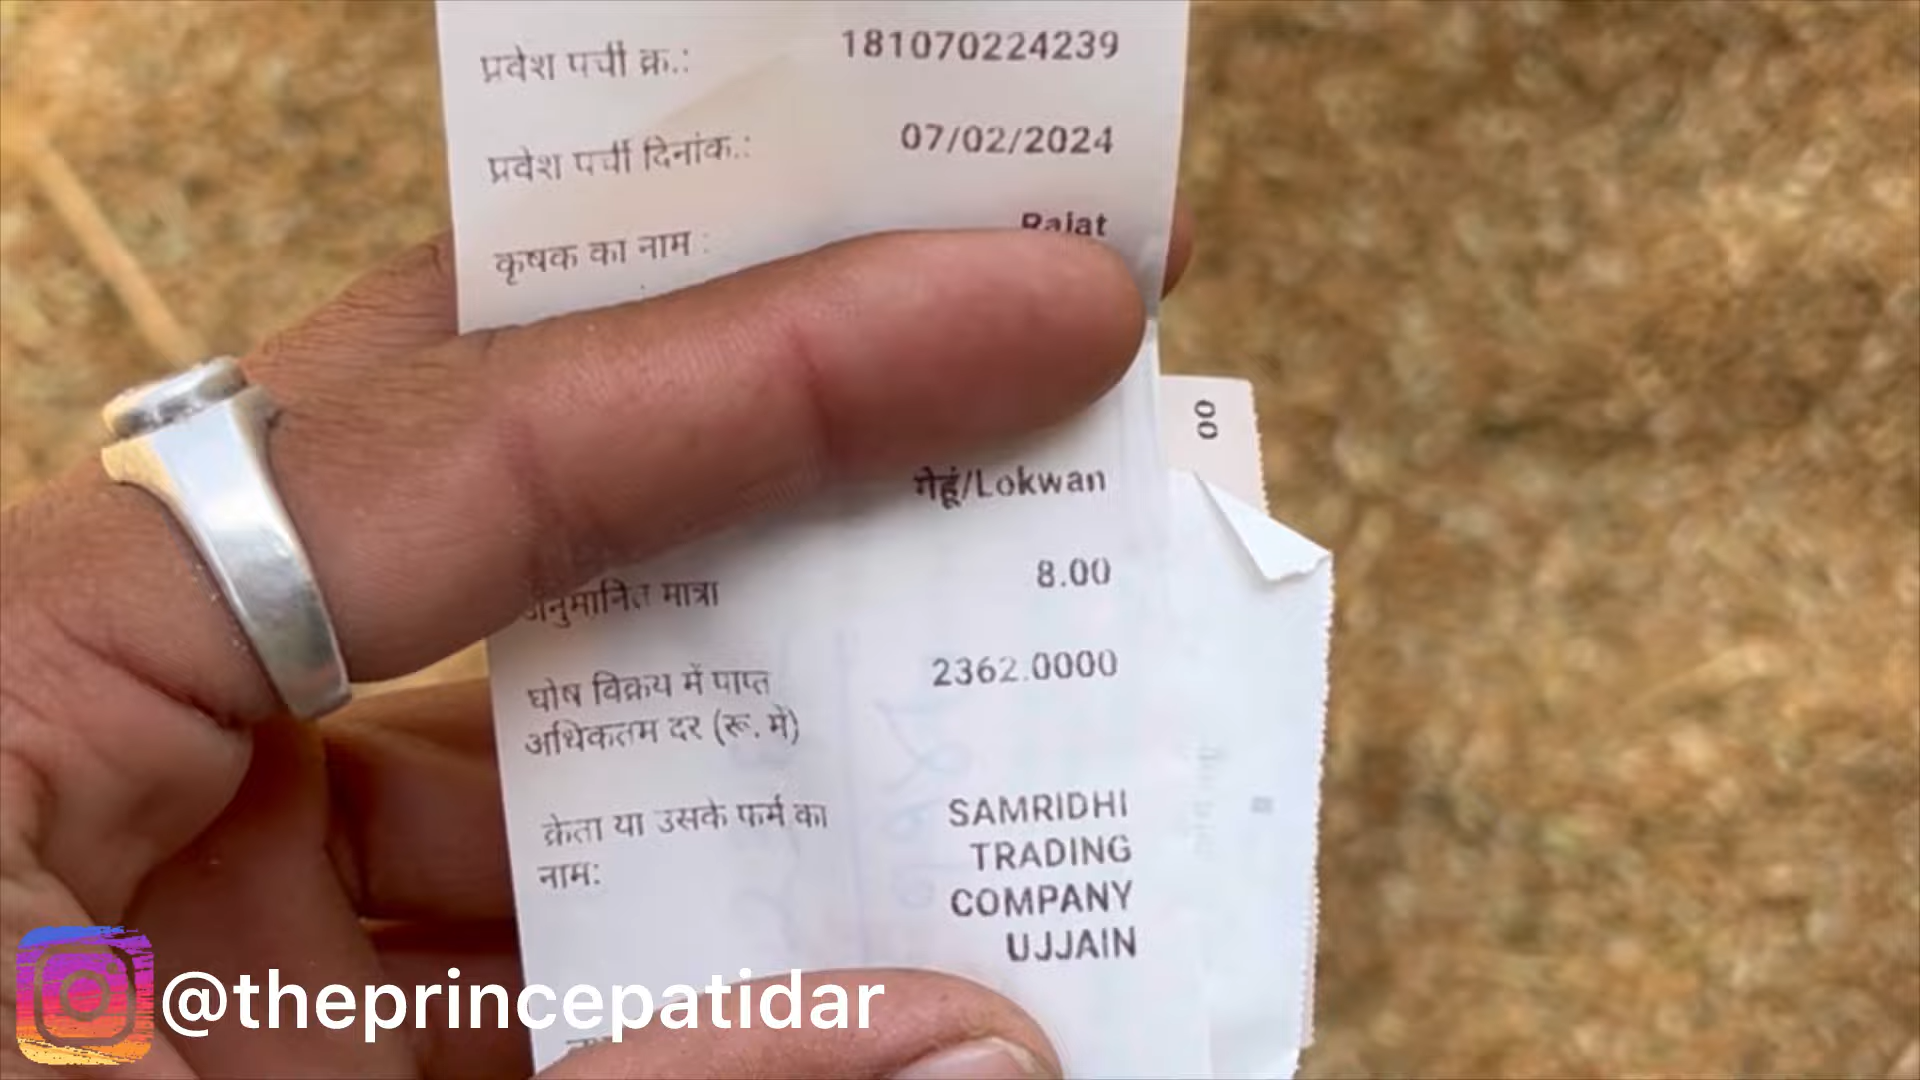 प्रवेश पर्ची क्र.: 181070224239
प्रवेश पर्ची दिनांक.: 07/02/2024
कृषक का नाम : Rajat
00
गेहूं/Lokwan
अनुमानित मात्रा 8.00
घोष विक्रय में पाप्त 2362.0000
अधिकतम दर (रू. में)
क्रेता या उसके फर्म का
नाम:
SAMRIDHI
TRADING
COMPANY
UJJAIN
@theprincepatidar